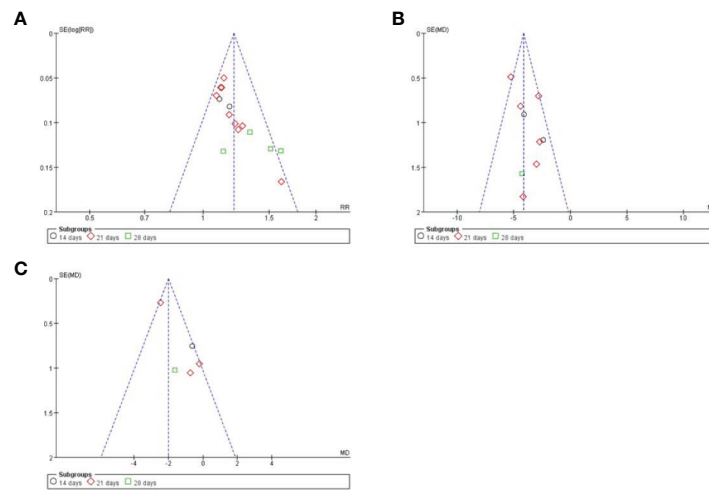 A
SE(log[RR])
0
0.05
0.1
0.15
0.2
0.5 0.7 1 1.5 2
RR
Subgroups
14 days 21 days 28 days
B
SE(MD)
0
0.5
1
1.5
2
-10 -5 0 5 10
Subgroups
14 days 21 days 28 days
C
SE(MD)
0
0.5
1
1.5
2
-4 -2 0 2 4
MD
Subgroups
14 days 21 days 28 days